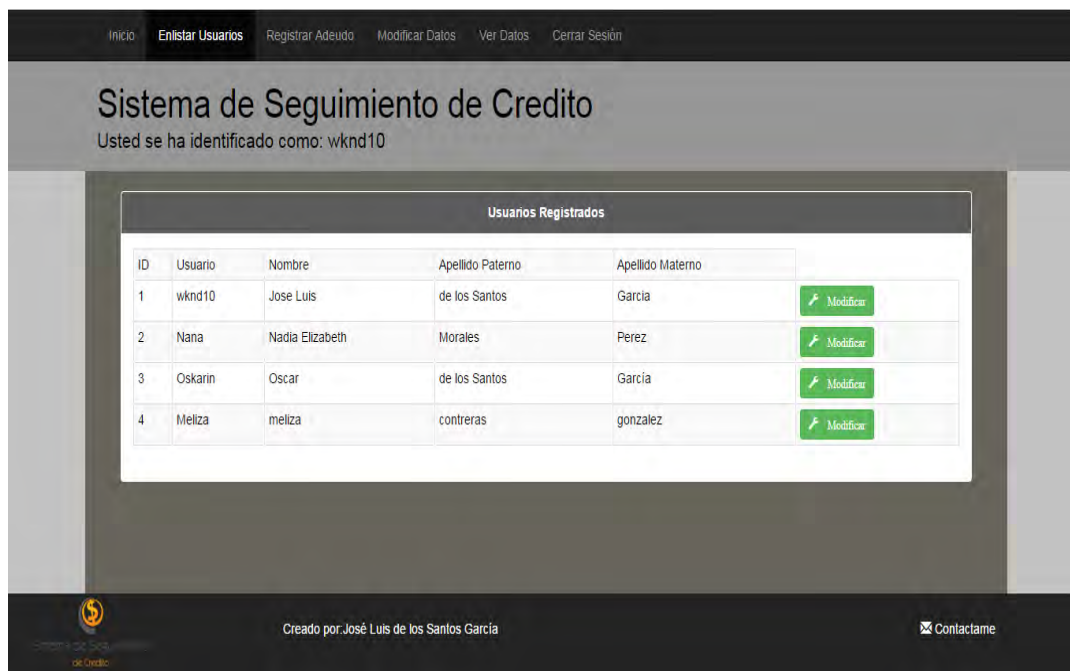 Inicio Enlistar Usuarios Registrar Adeudo Modificar Datos Ver Datos Cerrar Sesión
Sistema de Seguimiento de Credito
Usted se ha identificado como: wknd10
Usuarios Registrados
ID Usuario Nombre Apellido Paterno Apellido Materno
1 wknd10 Jose Luis de los Santos Garcia Modificar
2 Nana Nadia Elizabeth Morales Perez Modificar
3 Oskarin Oscar de los Santos García Modificar
4 Meliza meliza contreras gonzalez Modificar
Creado por:José Luis de los Santos García
Contactame
de Credito